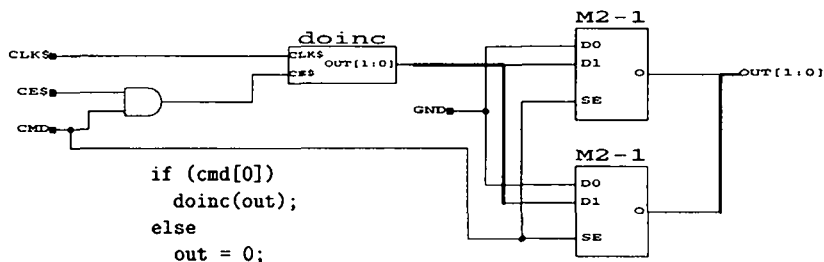 doinc
M2-1
CLK$
CLK$
OUT[1:0]
CE$
D0
D1
O
SE
OUT[1:0]
CE$
GND
CMD
M2-1
D0
D1
O
SE
if (cmd[0])
doinc(out);
else
out = 0;